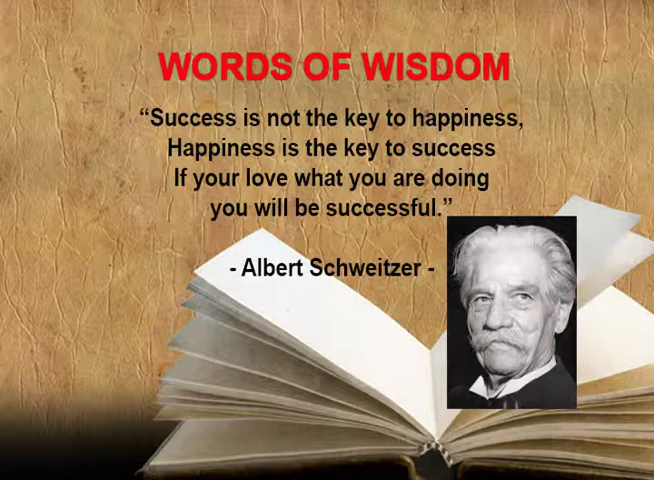 WORDS OF WISDOM
“Success is not the key to happiness,
Happiness is the key to success
If your love what you are doing
you will be successful.”
- Albert Schweitzer -